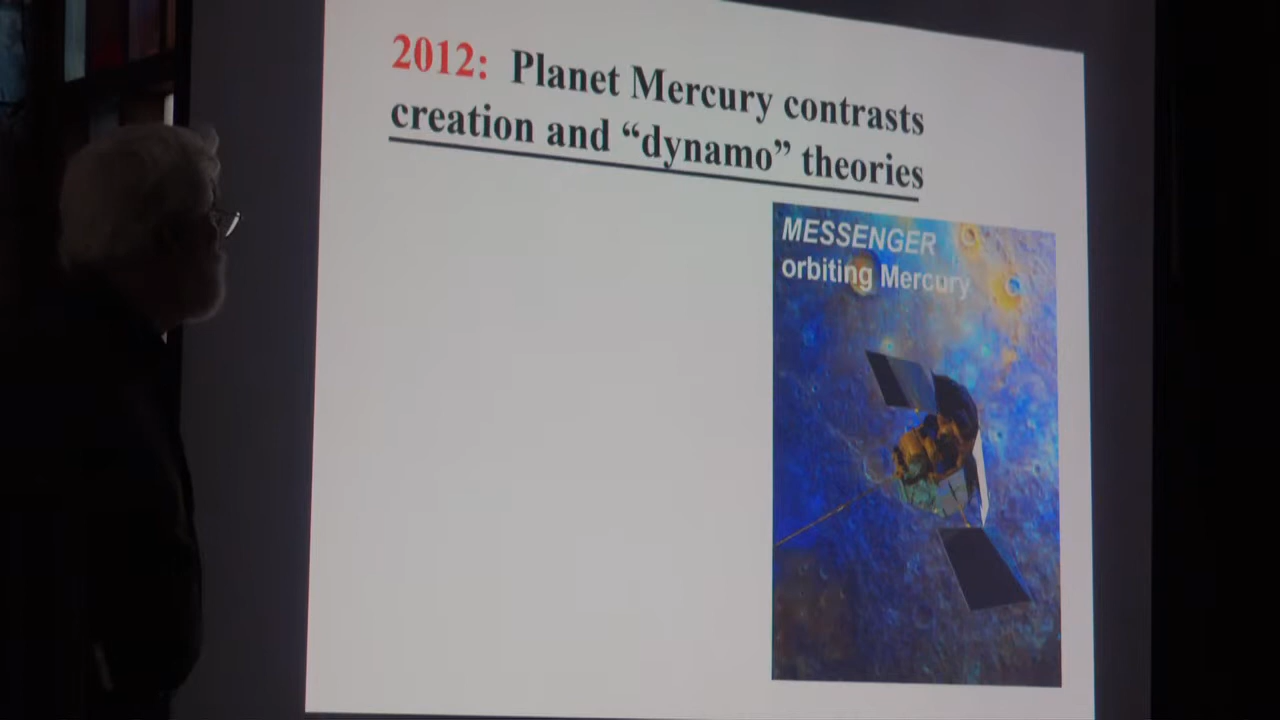 2012: Planet Mercury contrasts
creation and “dynamo” theories
MESSENGER
orbiting Mercury